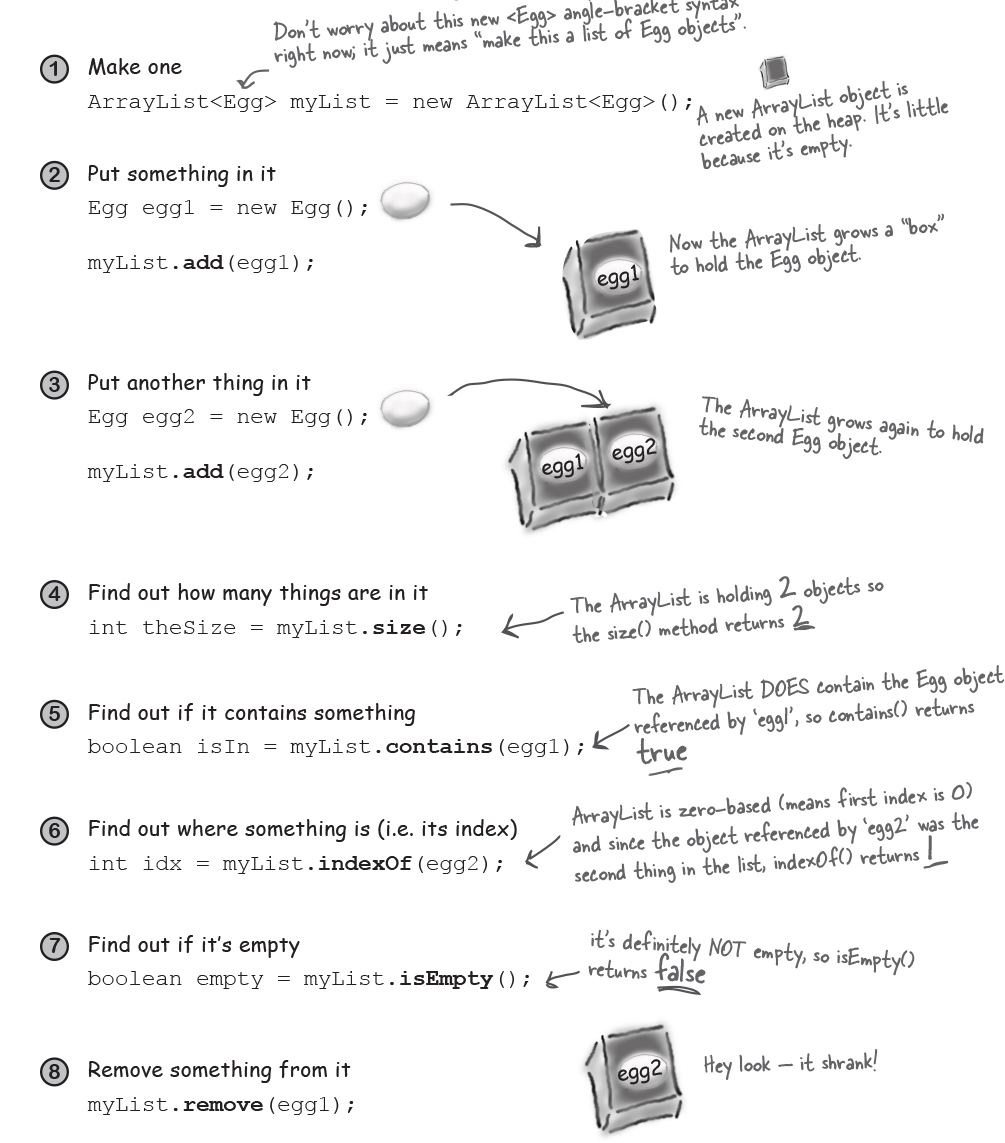 Don't worry about this new <Egg> angle-bracket syntax
right now; it just means "make this a list of Egg objects".
1 Make one
ArrayList<Egg> myList = new ArrayList<Egg>();
A new ArrayList object is
created on the heap. It's little
because it's empty.
2 Put something in it
Egg egg1 = new Egg();
myList.add(egg1);
egg1
Now the ArrayList grows a "box"
to hold the Egg object.
3 Put another thing in it
Egg egg2 = new Egg();
myList.add(egg2);
egg1 egg2
The ArrayList grows again to hold
the second Egg object.
4 Find out how many things are in it
int theSize = myList.size();
The ArrayList is holding 2 objects so
the size() method returns 2
5 Find out if it contains something
boolean isIn = myList.contains(egg1);
The ArrayList DOES contain the Egg object
referenced by 'egg1', so contains() returns
true
6 Find out where something is (i.e. its index)
int idx = myList.indexOf(egg2);
ArrayList is zero-based (means first index is 0)
and since the object referenced by 'egg2' was the
second thing in the list, indexOf() returns 1
7 Find out if it's empty
boolean empty = myList.isEmpty();
it's definitely NOT empty, so isEmpty()
returns false
8 Remove something from it
myList.remove(egg1);
egg2
Hey look — it shrank!